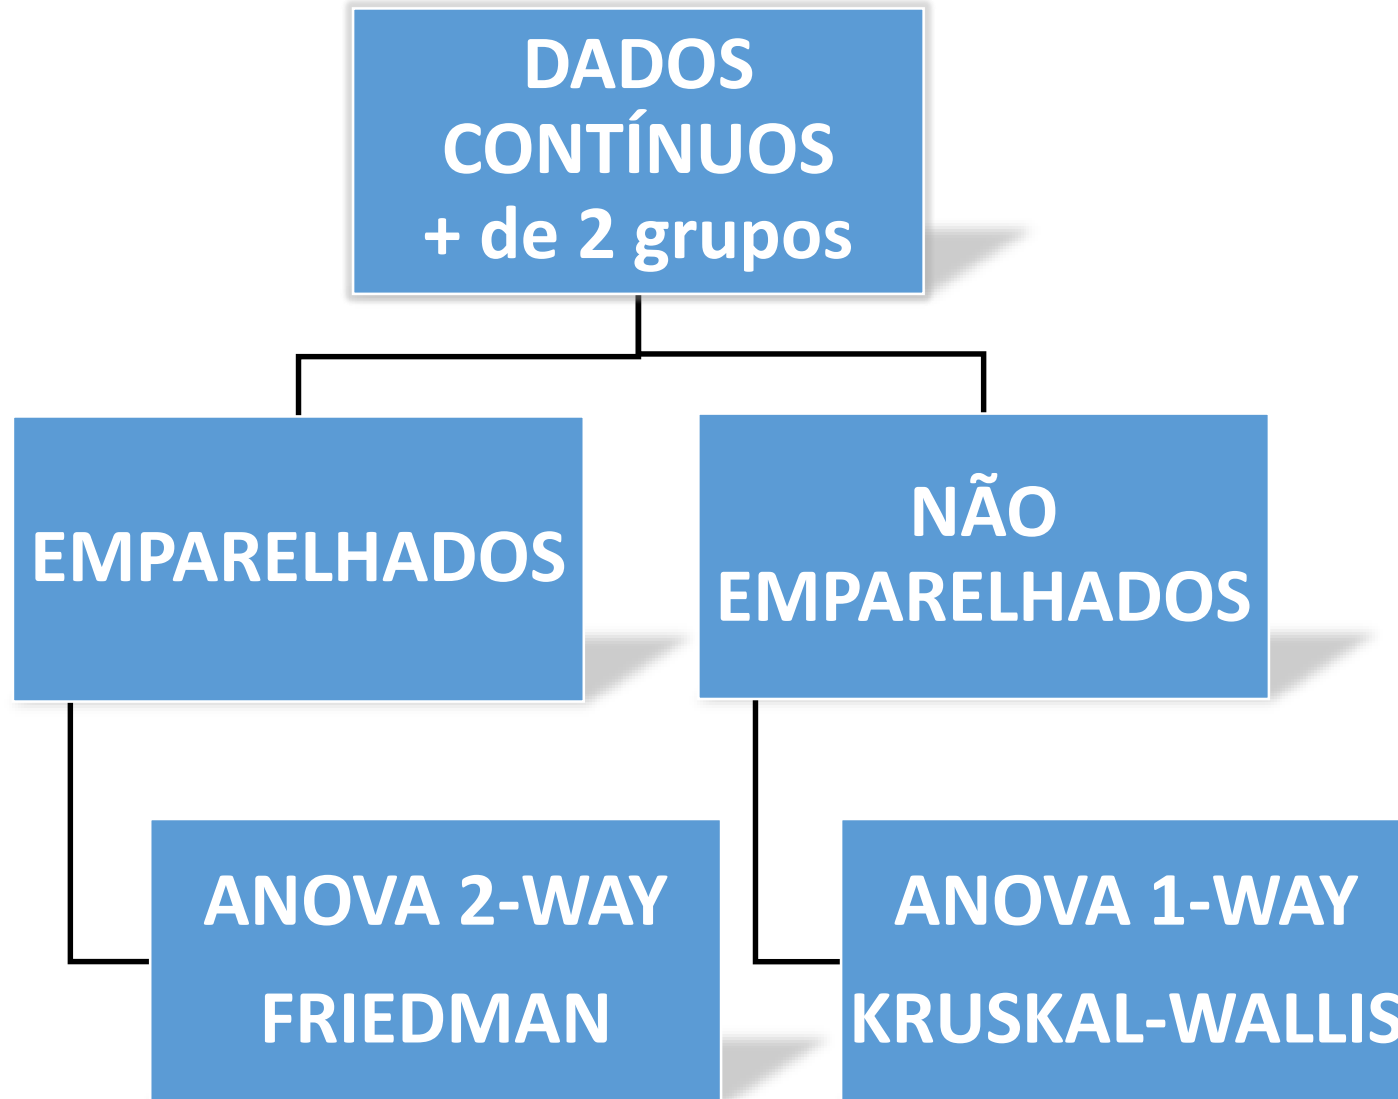 DADOS
CONTÍNUOS
+ de 2 grupos
EMPARELHADOS
NÃO
EMPARELHADOS
ANOVA 2-WAY
FRIEDMAN
ANOVA 1-WAY
KRUSKAL-WALLIS